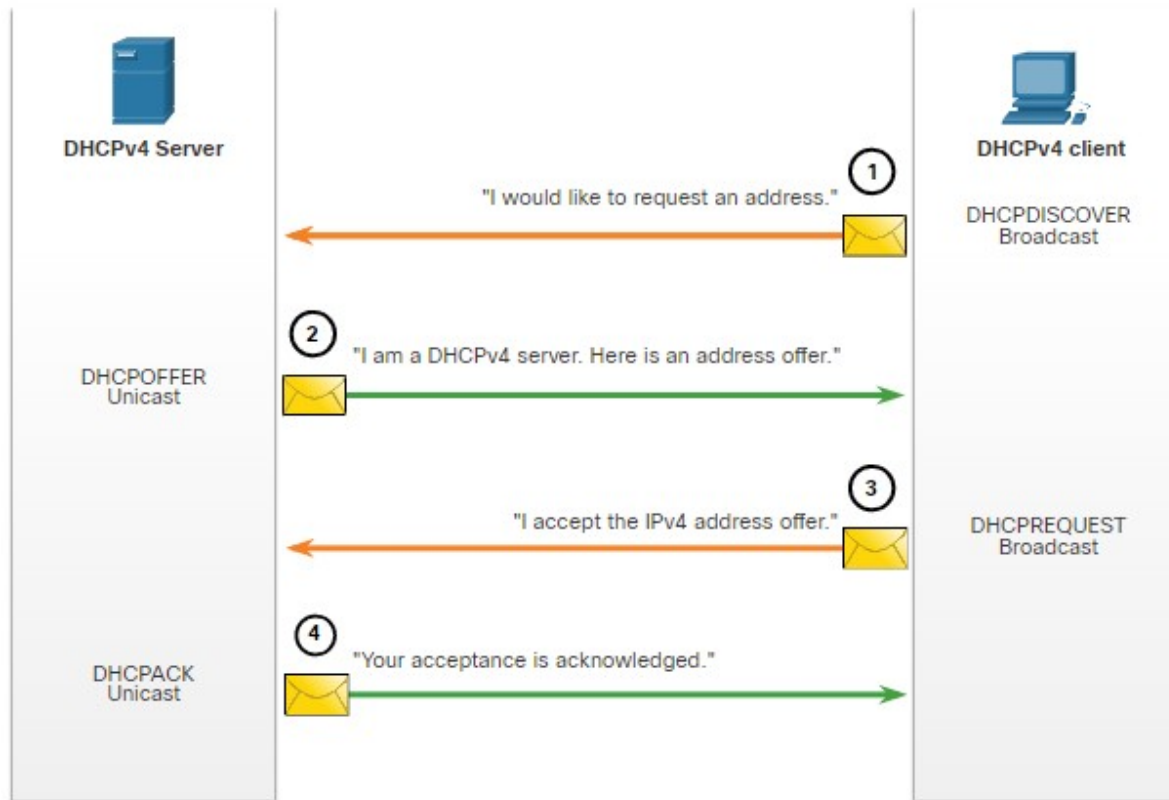 DHCPv4 Server
DHCPv4 client
1
"I would like to request an address."
DHCPDISCOVER
Broadcast
2
"I am a DHCPv4 server. Here is an address offer."
DHCPOFFER
Unicast
3
"I accept the IPv4 address offer."
DHCPREQUEST
Broadcast
4
"Your acceptance is acknowledged."
DHCPACK
Unicast